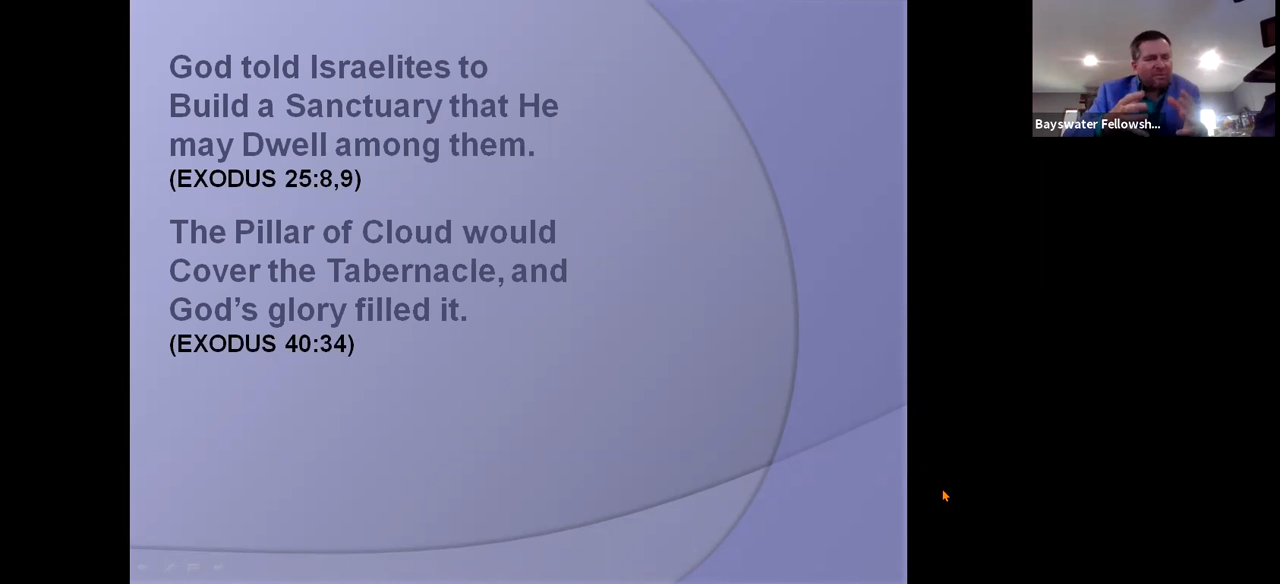 God told Israelites to
Build a Sanctuary that He
may Dwell among them.
(EXODUS 25:8,9)
The Pillar of Cloud would
Cover the Tabernacle, and
God’s glory filled it.
(EXODUS 40:34)
Bayswater Fellowsh...